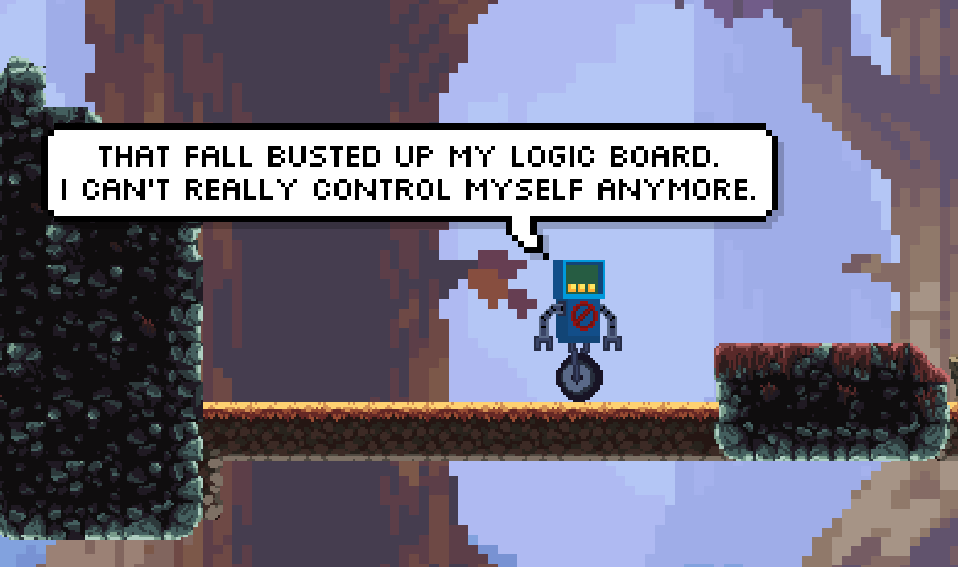 THAT FALL BUSTED UP MY LOGIC BOARD.
I CAN'T REALLY CONTROL MYSELF ANYMORE.